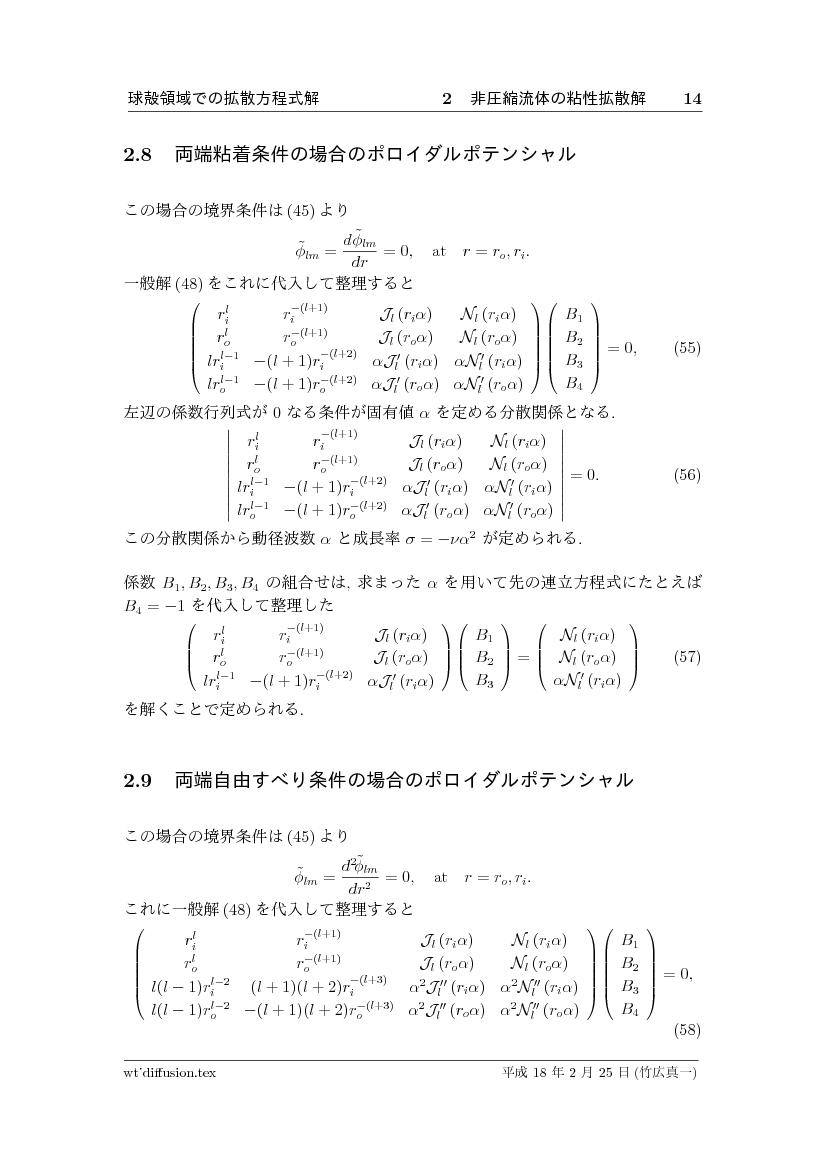 球殻領域での拡散方程式解 2 非圧縮流体の粘性拡散解 14
2.8 両端粘着条件の場合のポロイダルポテンシャル
この場合の境界条件は (45) より
$\tilde{\phi}_{lm} = \frac{d\tilde{\phi}_{lm}}{dr} = 0, \quad \text{at} \quad r = r_o, r_i.$
一般解 (48) をこれに代入して整理すると
$\begin{pmatrix} r_i^l & r_i^{-(l+1)} & \mathcal{J}_l(r_i\alpha) & \mathcal{N}_l(r_i\alpha) \\ r_o^l & r_o^{-(l+1)} & \mathcal{J}_l(r_o\alpha) & \mathcal{N}_l(r_o\alpha) \\ lr_i^{l-1} & -(l+1)r_i^{-(l+2)} & \alpha\mathcal{J}_l'(r_i\alpha) & \alpha\mathcal{N}_l'(r_i\alpha) \\ lr_o^{l-1} & -(l+1)r_o^{-(l+2)} & \alpha\mathcal{J}_l'(r_o\alpha) & \alpha\mathcal{N}_l'(r_o\alpha) \end{pmatrix} \begin{pmatrix} B_1 \\ B_2 \\ B_3 \\ B_4 \end{pmatrix} = 0, \quad (55)$
左辺の係数行列式が 0 なる条件が固有値 α を定める分散関係となる.
$\begin{vmatrix} r_i^l & r_i^{-(l+1)} & \mathcal{J}_l(r_i\alpha) & \mathcal{N}_l(r_i\alpha) \\ r_o^l & r_o^{-(l+1)} & \mathcal{J}_l(r_o\alpha) & \mathcal{N}_l(r_o\alpha) \\ lr_i^{l-1} & -(l+1)r_i^{-(l+2)} & \alpha\mathcal{J}_l'(r_i\alpha) & \alpha\mathcal{N}_l'(r_i\alpha) \\ lr_o^{l-1} & -(l+1)r_o^{-(l+2)} & \alpha\mathcal{J}_l'(r_o\alpha) & \alpha\mathcal{N}_l'(r_o\alpha) \end{vmatrix} = 0. \quad (56)$
この分散関係から動径波数 α と成長率 $\sigma = -\nu\alpha^2$ が定められる.
係数 $B_1, B_2, B_3, B_4$ の組合せは, 求まった α を用いて先の連立方程式にたとえば
$B_4 = -1$ を代入して整理した
$\begin{pmatrix} r_i^l & r_i^{-(l+1)} & \mathcal{J}_l(r_i\alpha) \\ r_o^l & r_o^{-(l+1)} & \mathcal{J}_l(r_o\alpha) \\ lr_i^{l-1} & -(l+1)r_i^{-(l+2)} & \alpha\mathcal{J}_l'(r_i\alpha) \end{pmatrix} \begin{pmatrix} B_1 \\ B_2 \\ B_3 \end{pmatrix} = \begin{pmatrix} \mathcal{N}_l(r_i\alpha) \\ \mathcal{N}_l(r_o\alpha) \\ \alpha\mathcal{N}_l'(r_i\alpha) \end{pmatrix} \quad (57)$
を解くことで定められる.
2.9 両端自由すべり条件の場合のポロイダルポテンシャル
この場合の境界条件は (45) より
$\tilde{\phi}_{lm} = \frac{d^2\tilde{\phi}_{lm}}{dr^2} = 0, \quad \text{at} \quad r = r_o, r_i.$
これに一般解 (48) を代入して整理すると
$\begin{pmatrix} r_i^l & r_i^{-(l+1)} & \mathcal{J}_l(r_i\alpha) & \mathcal{N}_l(r_i\alpha) \\ r_o^l & r_o^{-(l+1)} & \mathcal{J}_l(r_o\alpha) & \mathcal{N}_l(r_o\alpha) \\ l(l-1)r_i^{l-2} & (l+1)(l+2)r_i^{-(l+3)} & \alpha^2\mathcal{J}_l''(r_i\alpha) & \alpha^2\mathcal{N}_l''(r_i\alpha) \\ l(l-1)r_o^{l-2} & -(l+1)(l+2)r_o^{-(l+3)} & \alpha^2\mathcal{J}_l''(r_o\alpha) & \alpha^2\mathcal{N}_l''(r_o\alpha) \end{pmatrix} \begin{pmatrix} B_1 \\ B_2 \\ B_3 \\ B_4 \end{pmatrix} = 0,$
(58)
wt˙diffusion.tex 平成 18 年 2 月 25 日 (竹広真一)